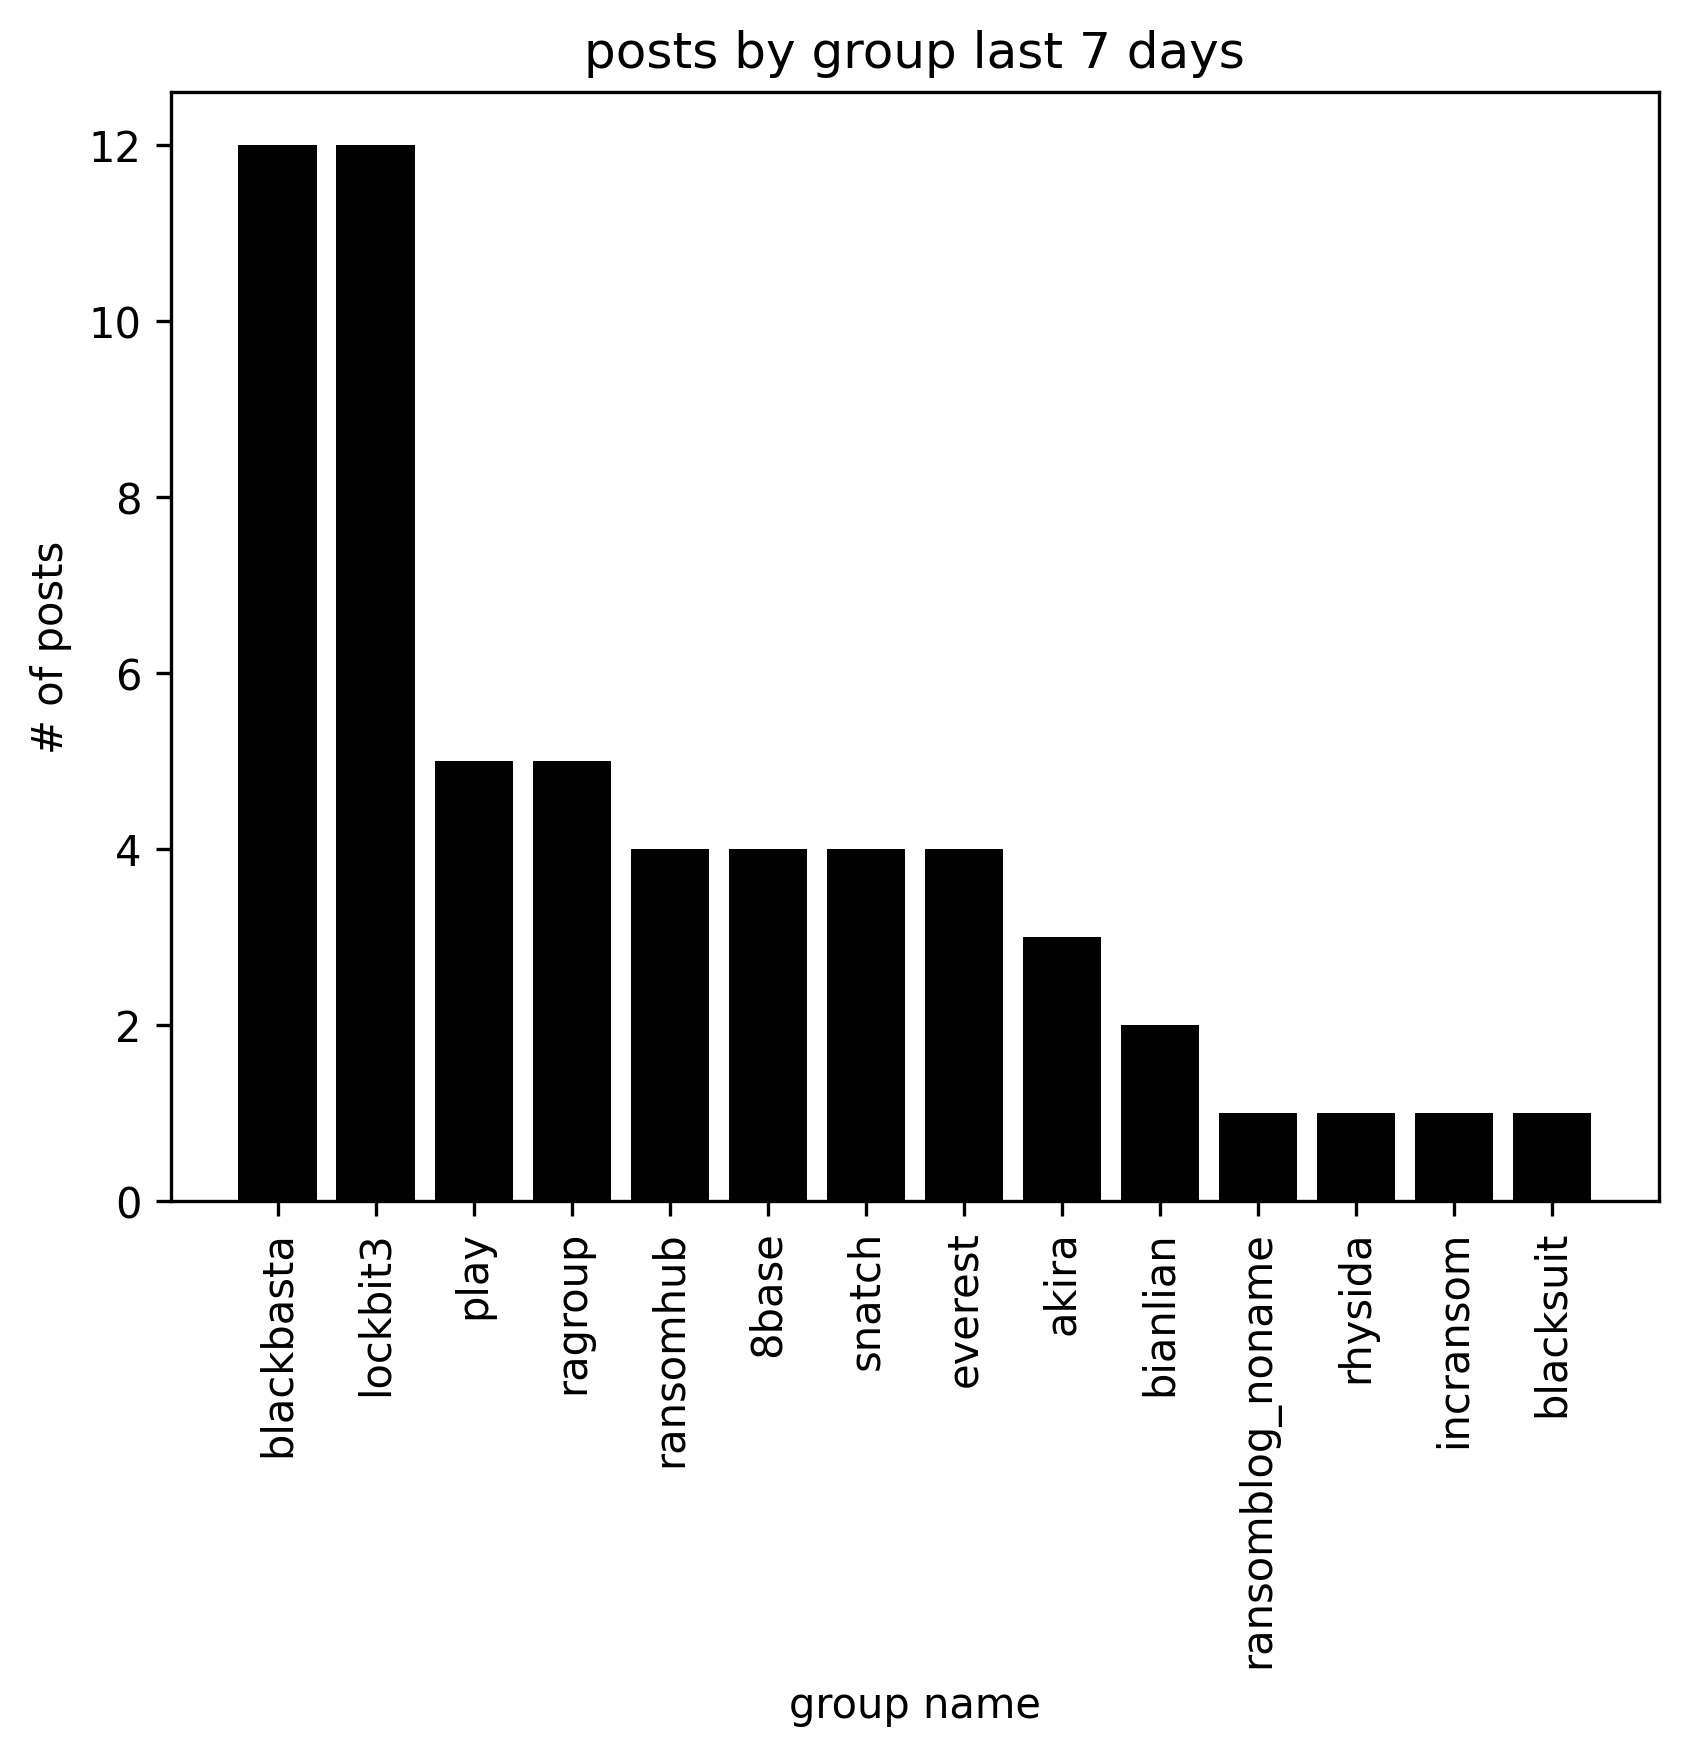 posts by group last 7 days
# of posts
12
10
8
6
4
2
0
blackbasta
lockbit3
play
ragroup
ransomhub
8base
snatch
everest
akira
bianlian
ransomblog_noname
rhysida
incransom
blacksuit
group name